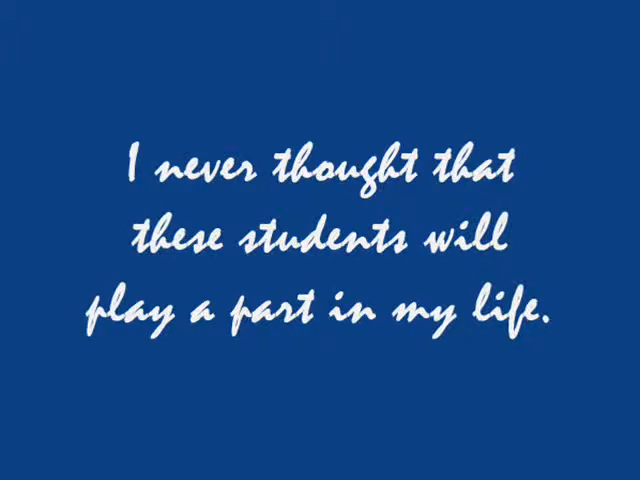 I never thought that
these students will
play a part in my life.